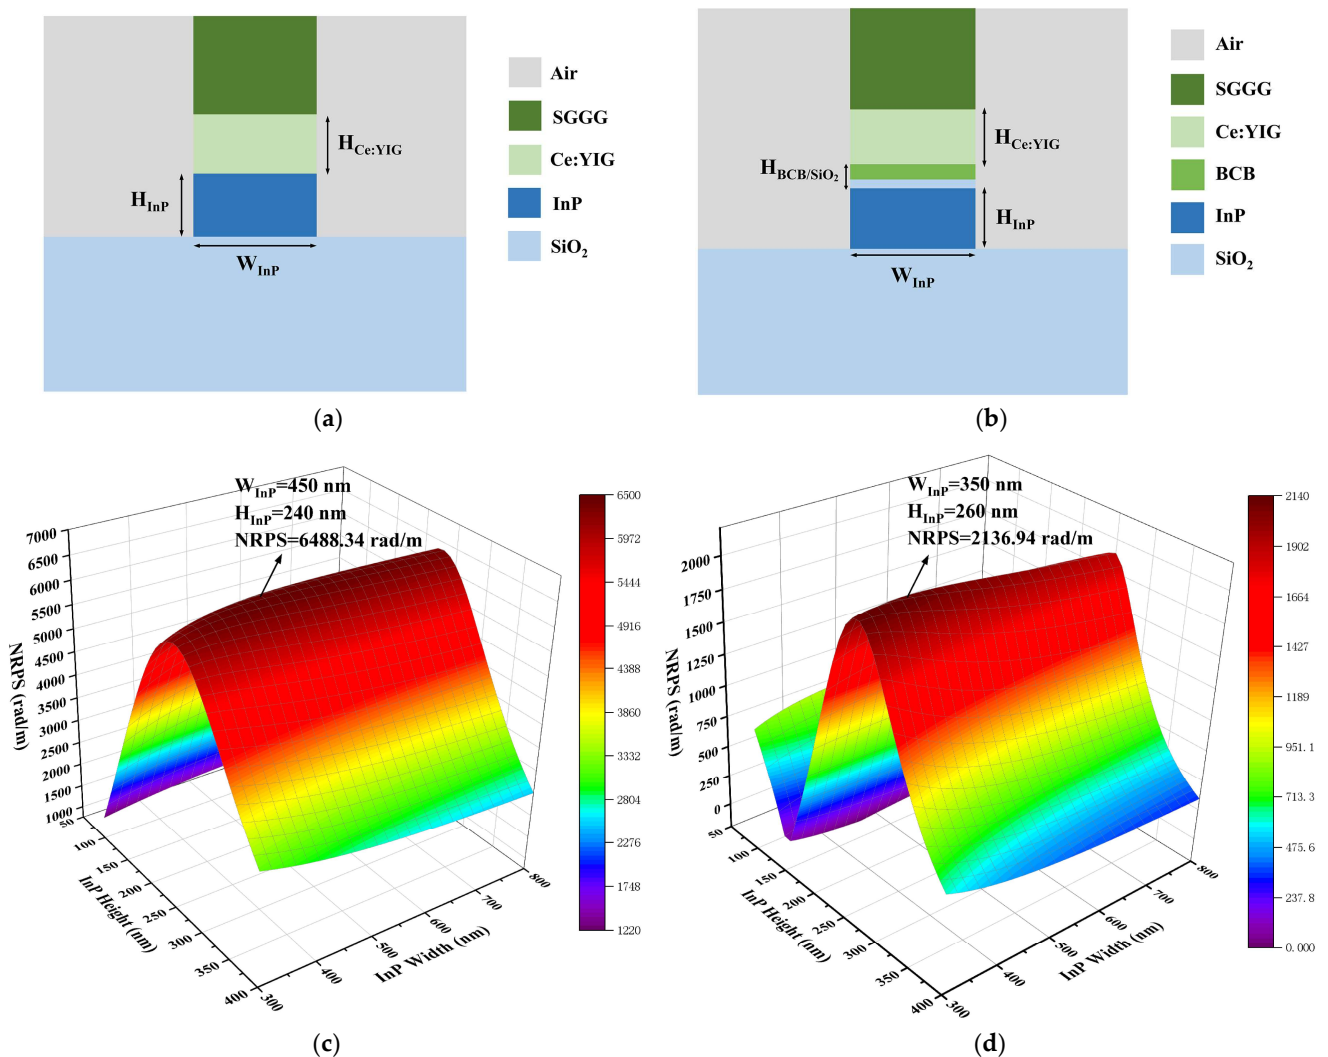 Air
SGGG
Ce:YIG
InP
SiO₂
H_Ce:YIG
H_InP
W_InP
(a)
Air
SGGG
Ce:YIG
BCB
InP
SiO₂
H_Ce:YIG
H_BCB/SiO₂
H_InP
W_InP
(b)
W_InP=450 nm
H_InP=240 nm
NRPS=6488.34 rad/m
7000
6500
6000
5500
5000
4500
4000
3500
3000
2500
2000
1500
1000
NRPS (rad/m)
50
100
150
200
250
300
350
400
InP Height (nm)
300
400
500
600
700
800
InP Width (nm)
6500
5972
5444
4916
4388
3860
3332
2804
2276
1748
1220
(c)
W_InP=350 nm
H_InP=260 nm
NRPS=2136.94 rad/m
2000
1750
1500
1250
1000
750
500
250
0
NRPS (rad/m)
50
100
150
200
250
300
350
400
InP Height (nm)
300
400
500
600
700
800
InP Width (nm)
2140
1902
1664
1427
1189
951.1
713.3
475.6
237.8
0.000
(d)